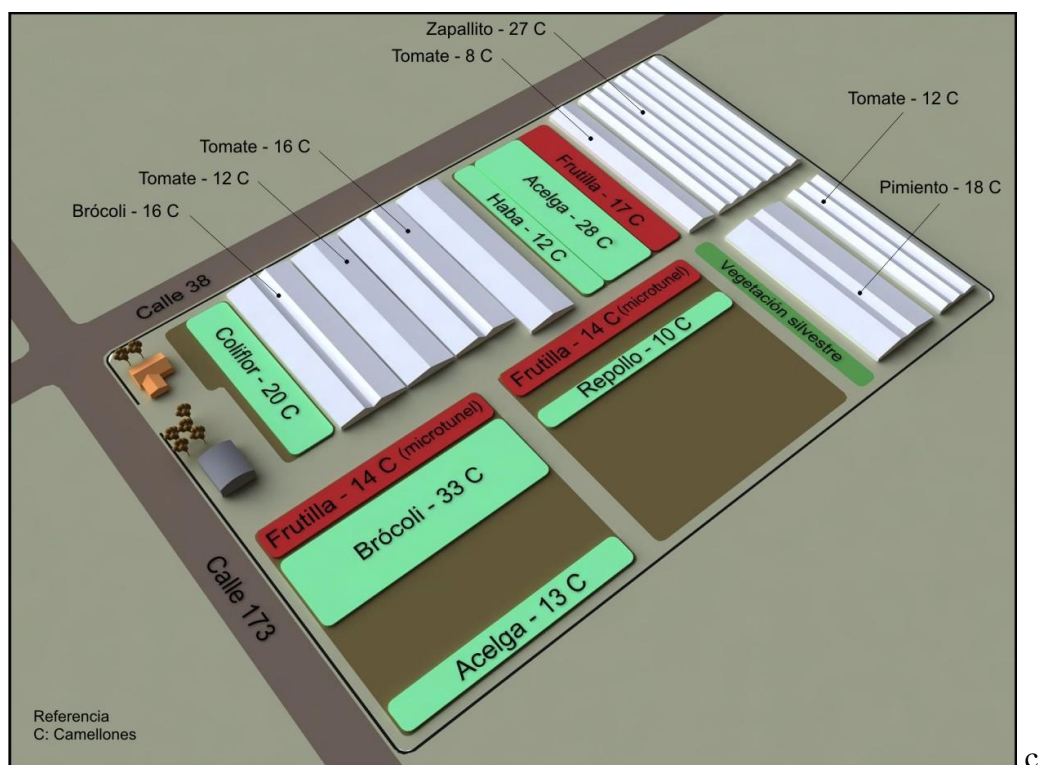 Zapallito - 27 C
Tomate - 8 C
Tomate - 12 C
Tomate - 16 C
Tomate - 12 C
Pimiento - 18 C
Brócoli - 16 C
Frutilla - 17 C
Acelga - 28 C
Haba - 12 C
Calle 38
Vegetación silvestre
Coliflor - 20 C
Frutilla - 14 C (microtunel)
Repollo - 10 C
Frutilla - 14 C (microtunel)
Brócoli - 33 C
Calle 173
Acelga - 13 C
Referencia
C: Camellones
c